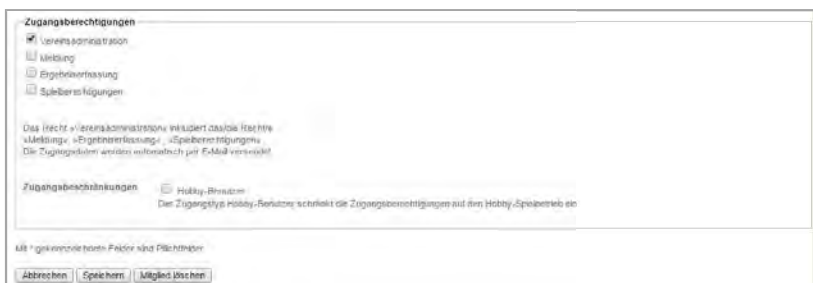 Zugangsberechtigungen
Vereinsadministration
Meldung
Ergebniserfassung
Spielberechtigungen
Das Recht »Vereinsadministration« inkludiert das/die Rechte
»Meldung«, »Ergebniserfassung«, »Spielberechtigungen«.
Die Zugangsdaten werden automatisch per E-Mail versendet.
Zugangsbeschränkungen
Hobby-Benutzer
Der Zugangstyp Hobby-Benutzer schränkt die Zugangsberechtigungen auf den Hobby-Spielbetrieb ein
Mit * gekennzeichnete Felder sind Pflichtfelder
Abbrechen Speichern Mitglied löschen